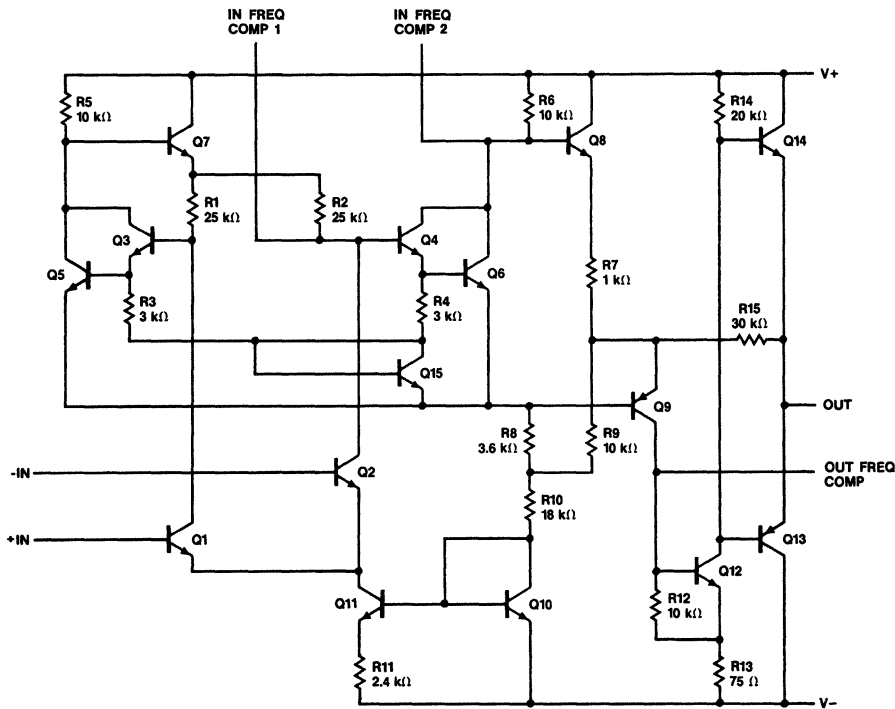 IN FREQ
COMP 1
IN FREQ
COMP 2
V+
R5
10 kΩ
R6
10 kΩ
R14
20 kΩ
Q7
Q8
Q14
R1
25 kΩ
R2
25 kΩ
Q3
Q4
Q5
Q6
R7
1 kΩ
R3
3 kΩ
R4
3 kΩ
R15
30 kΩ
Q15
Q9
OUT
R8
3.6 kΩ
R9
10 kΩ
-IN
Q2
OUT FREQ
COMP
R10
18 kΩ
+IN
Q1
Q13
Q12
Q11
Q10
R12
10 kΩ
R11
2.4 kΩ
R13
75 Ω
V-